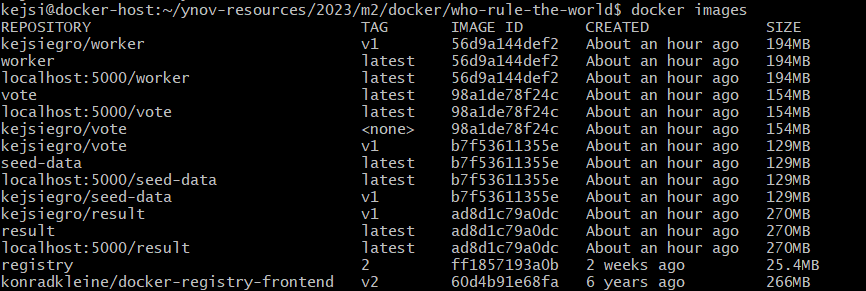 kejsi@docker-host:~/ynov-resources/2023/m2/docker/who-rule-the-world$ docker images
REPOSITORY TAG IMAGE ID CREATED SIZE
kejsiegro/worker v1 56d9a144def2 About an hour ago 194MB
worker latest 56d9a144def2 About an hour ago 194MB
localhost:5000/worker latest 56d9a144def2 About an hour ago 194MB
vote latest 98a1de78f24c About an hour ago 154MB
localhost:5000/vote latest 98a1de78f24c About an hour ago 154MB
kejsiegro/vote <none> 98a1de78f24c About an hour ago 154MB
kejsiegro/vote v1 b7f53611355e About an hour ago 129MB
seed-data latest b7f53611355e About an hour ago 129MB
localhost:5000/seed-data latest b7f53611355e About an hour ago 129MB
kejsiegro/seed-data v1 b7f53611355e About an hour ago 129MB
kejsiegro/result v1 ad8d1c79a0dc About an hour ago 270MB
result latest ad8d1c79a0dc About an hour ago 270MB
localhost:5000/result latest ad8d1c79a0dc About an hour ago 270MB
registry 2 ff1857193a0b 2 weeks ago 25.4MB
konradkleine/docker-registry-frontend v2 60d4b91e68fa 6 years ago 266MB